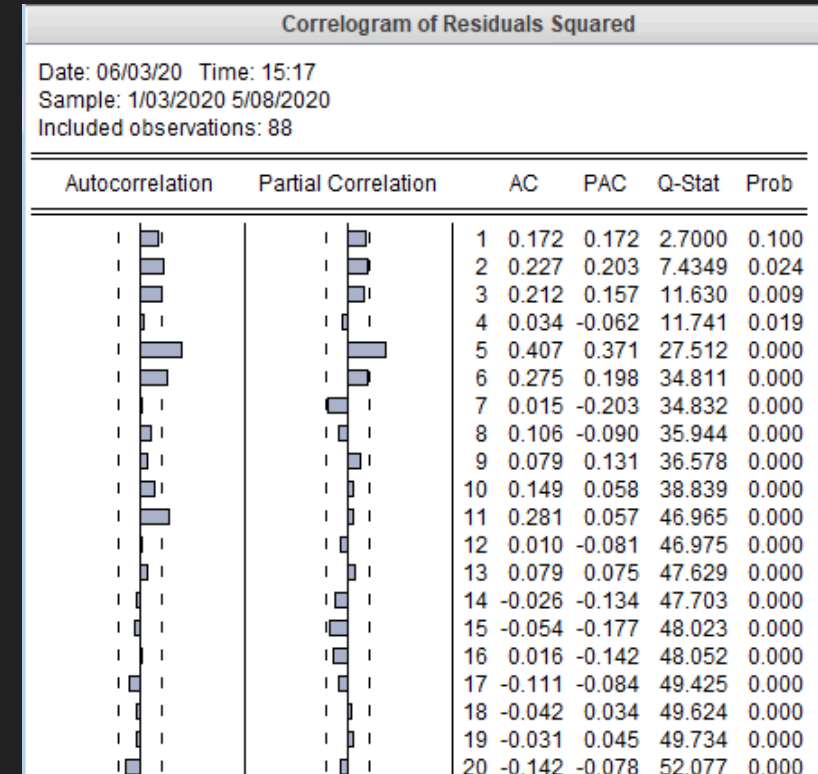 Correlogram of Residuals Squared
Date: 06/03/20 Time: 15:17
Sample: 1/03/2020 5/08/2020
Included observations: 88
Autocorrelation Partial Correlation AC PAC Q-Stat Prob
1 0.172 0.172 2.7000 0.100
2 0.227 0.203 7.4349 0.024
3 0.212 0.157 11.630 0.009
4 0.034 -0.062 11.741 0.019
5 0.407 0.371 27.512 0.000
6 0.275 0.198 34.811 0.000
7 0.015 -0.203 34.832 0.000
8 0.106 -0.090 35.944 0.000
9 0.079 0.131 36.578 0.000
10 0.149 0.058 38.839 0.000
11 0.281 0.057 46.965 0.000
12 0.010 -0.081 46.975 0.000
13 0.079 0.075 47.629 0.000
14 -0.026 -0.134 47.703 0.000
15 -0.054 -0.177 48.023 0.000
16 0.016 -0.142 48.052 0.000
17 -0.111 -0.084 49.425 0.000
18 -0.042 0.034 49.624 0.000
19 -0.031 0.045 49.734 0.000
20 -0.142 -0.078 52.077 0.000